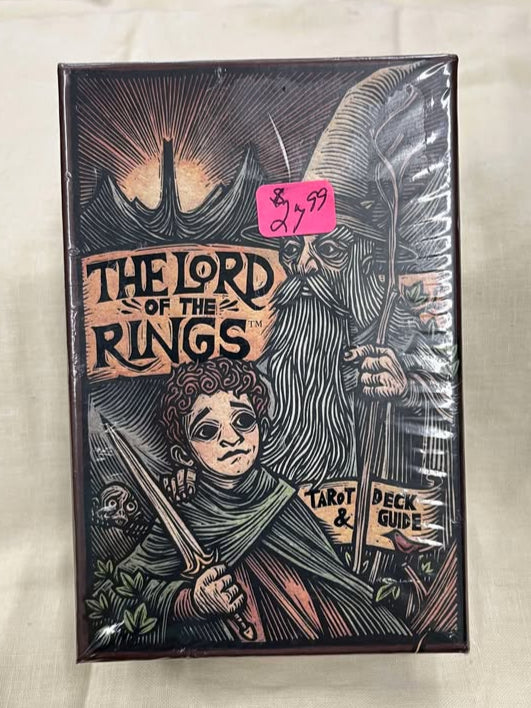 $27.99
THE LORD
OF THE
RINGS™
TAROT DECK
& GUIDE